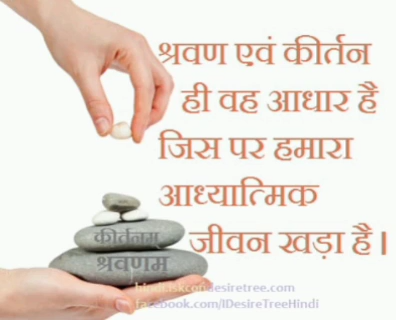 श्रवण एवं कीर्तन
ही वह आधार है
जिस पर हमारा
आध्यात्मिक
जीवन खड़ा है।
कीर्तनम
श्रवणम
hindi.iskcondesiretree.com
facebook.com/IDesireTreeHindi